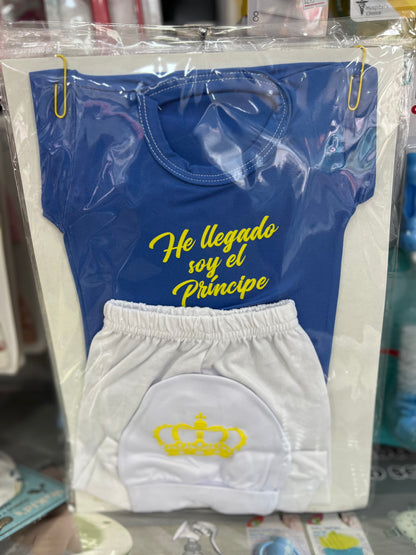 He llegado
soy el
Príncipe